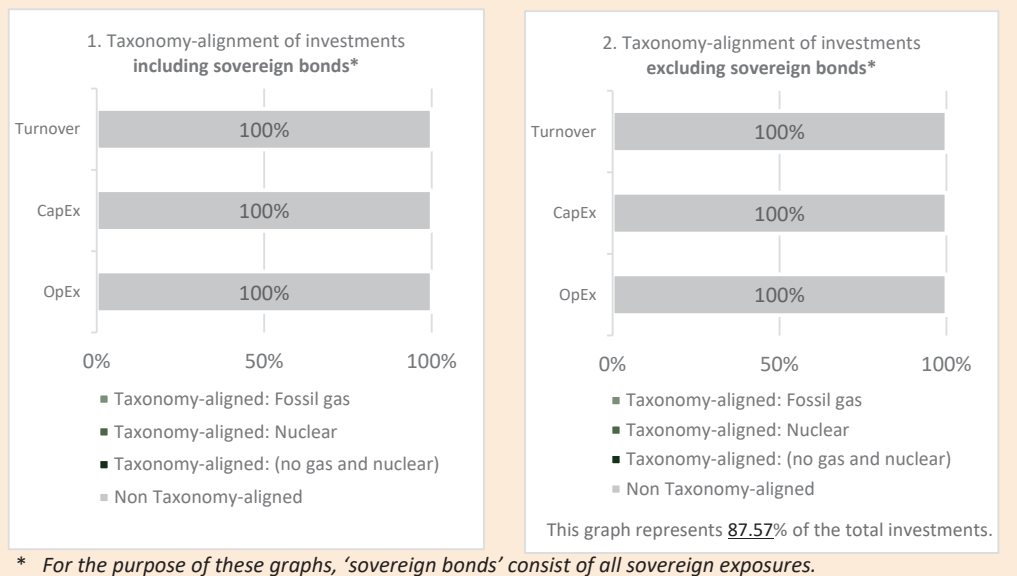 1. Taxonomy-alignment of investments
including sovereign bonds*
Turnover
100%
CapEx
100%
OpEx
100%
0% 50% 100%
Taxonomy-aligned: Fossil gas
Taxonomy-aligned: Nuclear
Taxonomy-aligned: (no gas and nuclear)
Non Taxonomy-aligned
2. Taxonomy-alignment of investments
excluding sovereign bonds*
Turnover
100%
CapEx
100%
OpEx
100%
0% 50% 100%
Taxonomy-aligned: Fossil gas
Taxonomy-aligned: Nuclear
Taxonomy-aligned: (no gas and nuclear)
Non Taxonomy-aligned
This graph represents 87.57% of the total investments.
* For the purpose of these graphs, ‘sovereign bonds’ consist of all sovereign exposures.